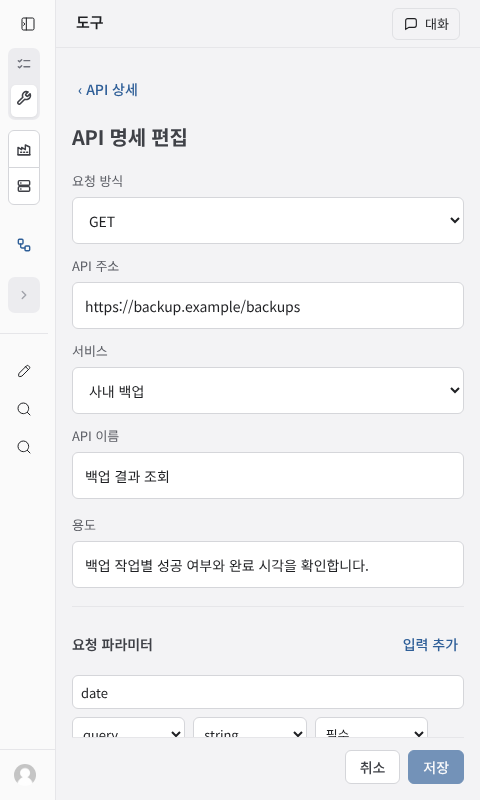 도구
대화
‹ API 상세
API 명세 편집
요청 방식
GET
API 주소
https://backup.example/backups
서비스
사내 백업
API 이름
백업 결과 조회
용도
백업 작업별 성공 여부와 완료 시각을 확인합니다.
요청 파라미터
입력 추가
date
query
string
필수
취소
저장